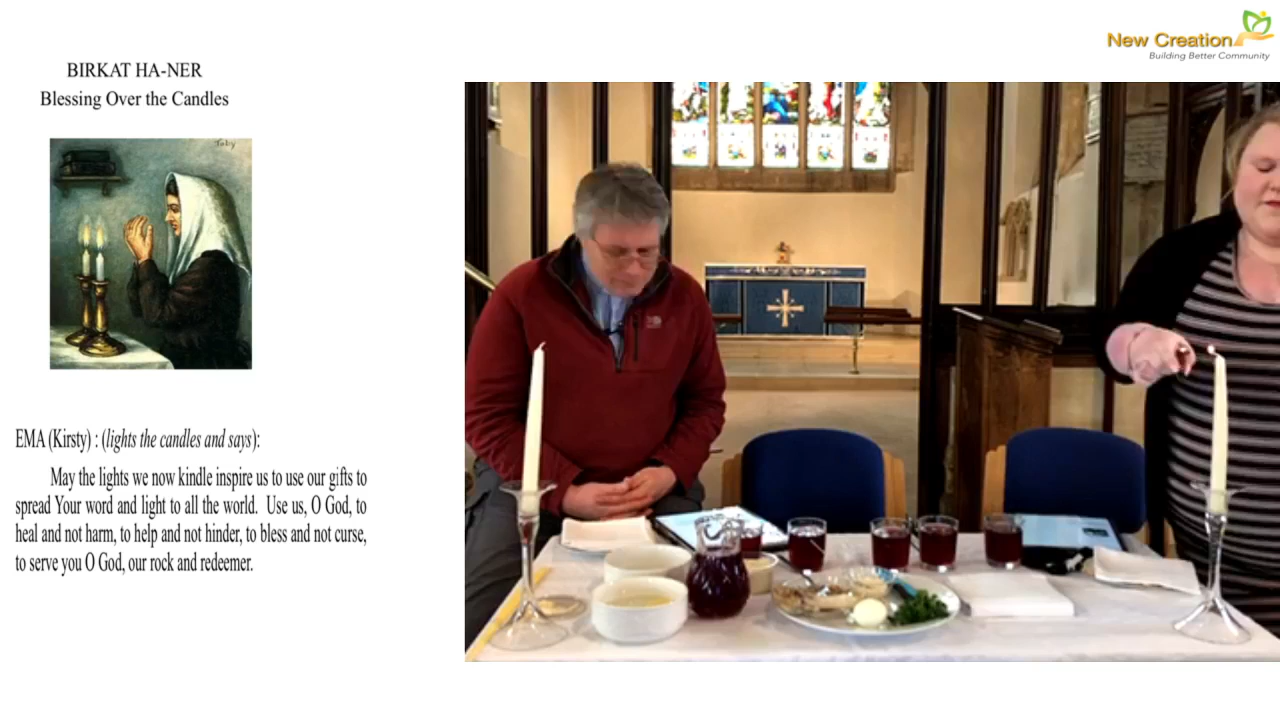 New Creation
Building Better Community
BIRKAT HA-NER
Blessing Over the Candles
EMA (Kirsty) : (lights the candles and says):
May the lights we now kindle inspire us to use our gifts to
spread Your word and light to all the world. Use us, O God, to
heal and not harm, to help and not hinder, to bless and not curse,
to serve you O God, our rock and redeemer.